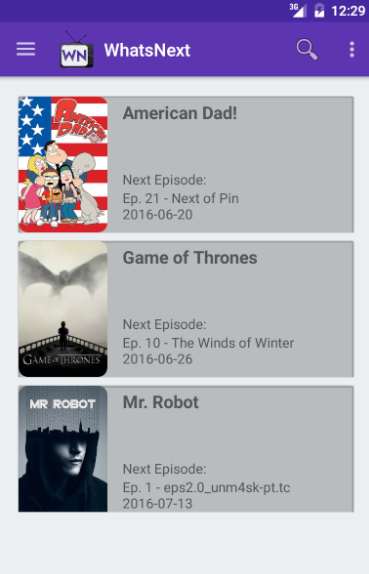 3G
12:29
WN
WhatsNext
AMERICAN DAD!
American Dad!
Next Episode:
Ep. 21 - Next of Pin
2016-06-20
GAME OF THRONES
Game of Thrones
Next Episode:
Ep. 10 - The Winds of Winter
2016-06-26
MR ROBOT
Mr. Robot
Next Episode:
Ep. 1 - eps2.0_unm4sk-pt.tc
2016-07-13